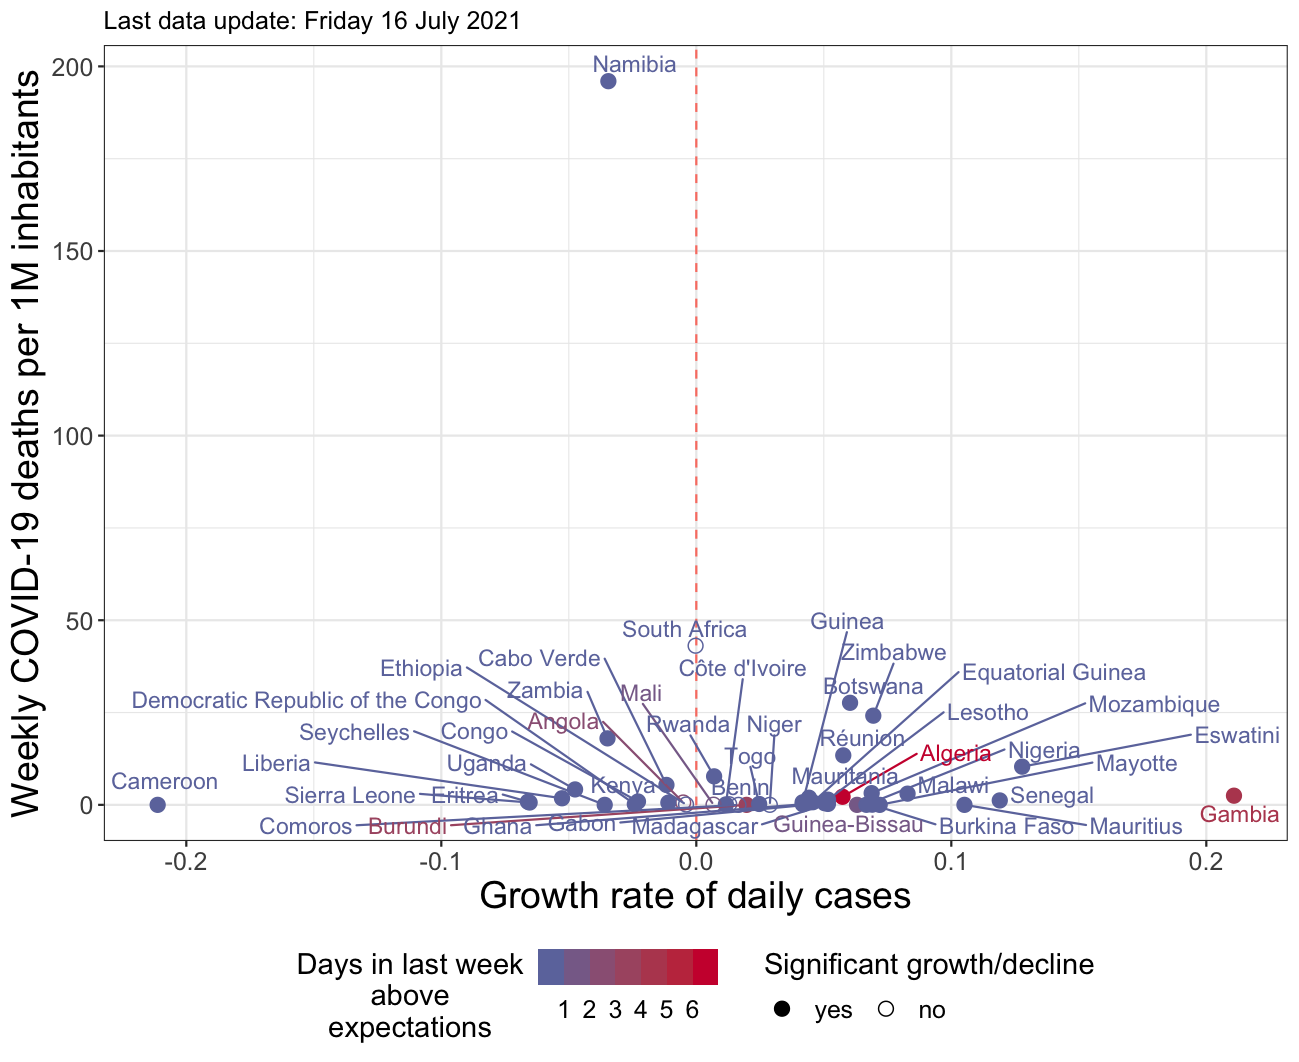 Last data update: Friday 16 July 2021
Weekly COVID-19 deaths per 1M inhabitants
200
150
100
50
0
Namibia
South Africa
Guinea
Cabo Verde
Zimbabwe
Ethiopia
Côte d'Ivoire
Equatorial Guinea
Zambia
Mali
Botswana
Democratic Republic of the Congo
Mozambique
Lesotho
Angola
Rwanda
Niger
Seychelles
Congo
Réunion
Eswatini
Algeria
Nigeria
Togo
Liberia
Uganda
Mayotte
Mauritania
Cameroon
Kenya
Benin
Malawi
Sierra Leone
Eritrea
Senegal
Gambia
Comoros
Burundi
Ghana
Gabon
Madagascar
Guinea-Bissau
Burkina Faso
Mauritius
-0.2
-0.1
0.0
0.1
0.2
Growth rate of daily cases
Days in last week
above
expectations
1 2 3 4 5 6
Significant growth/decline
yes
no